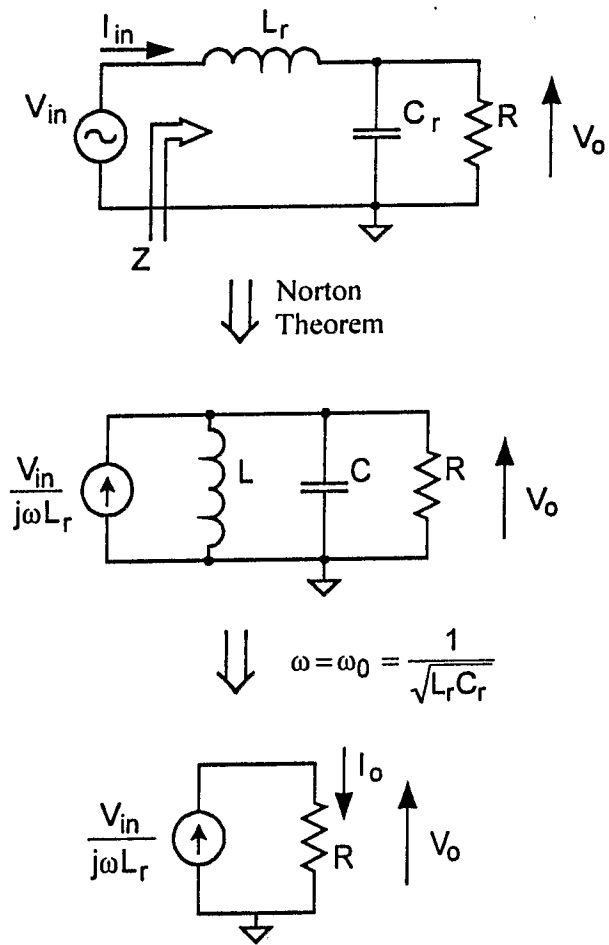 I_in
L_r
V_in
C_r
R
V_o
Z
Norton
Theorem
V_in
jωL_r
L
C
R
V_o
ω = ω_0 = 1/√(L_rC_r)
I_o
V_in
jωL_r
R
V_o